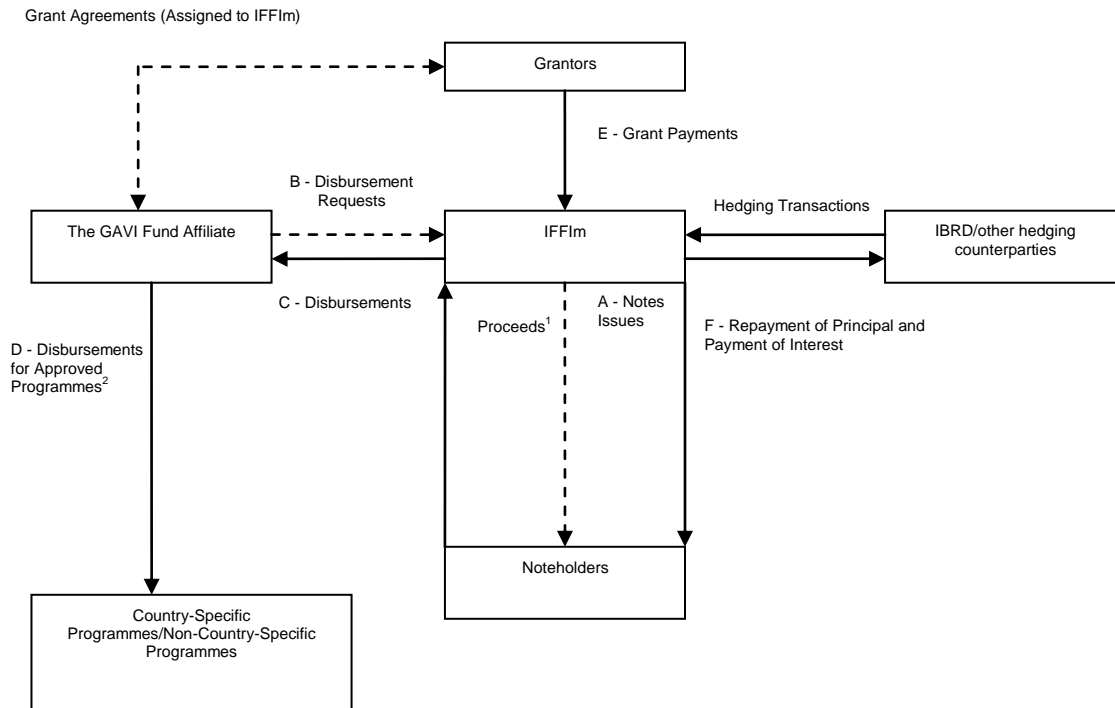 Grant Agreements (Assigned to IFFIm)
Grantors
E - Grant Payments
B - Disbursement
Requests
Hedging Transactions
The GAVI Fund Affiliate
IFFIm
IBRD/other hedging
counterparties
C - Disbursements
Proceeds¹
A - Notes
Issues
F - Repayment of Principal and
Payment of Interest
D - Disbursements
for Approved
Programmes²
Noteholders
Country-Specific
Programmes/Non-Country-Specific
Programmes